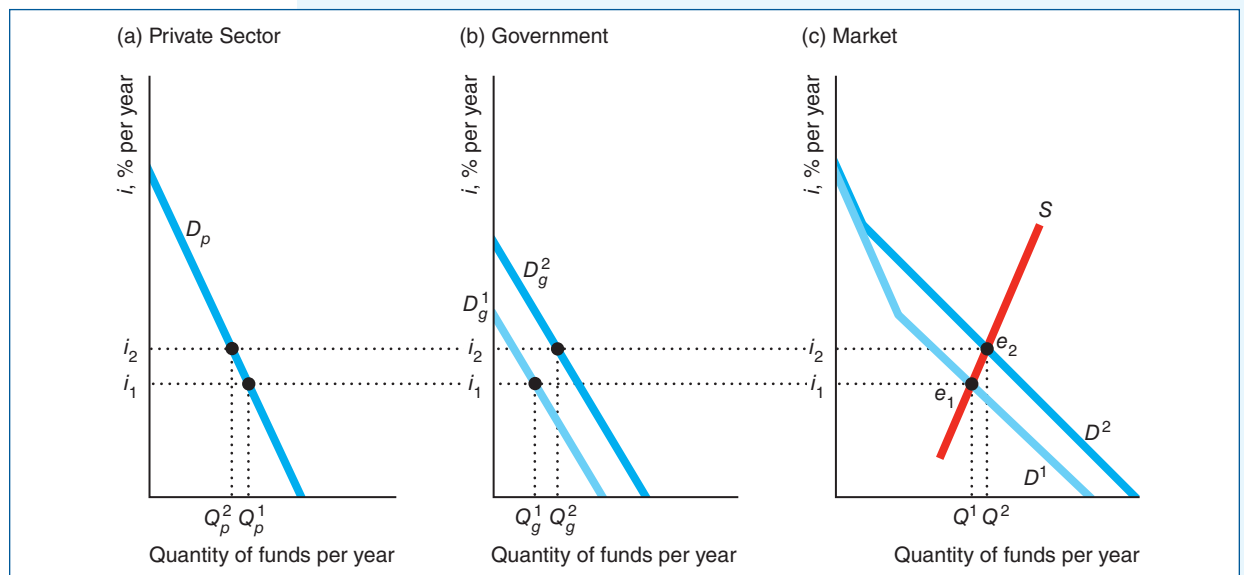 (a) Private Sector
(b) Government
(c) Market
i, % per year
i, % per year
i, % per year
D_p
D_g^2
D_g^1
S
i_2
i_2
i_2
e_2
i_1
i_1
i_1
e_1
D^2
D^1
Q_p^2 Q_p^1
Q_g^1 Q_g^2
Q^1 Q^2
Quantity of funds per year
Quantity of funds per year
Quantity of funds per year